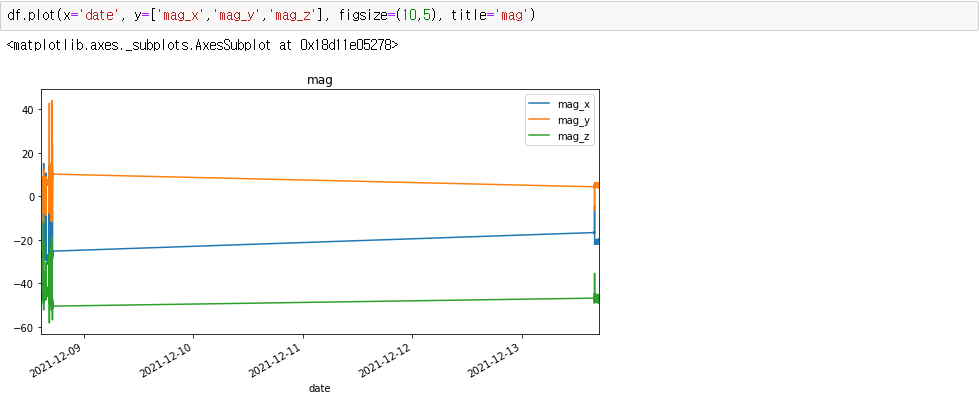 df.plot(x='date', y=['mag_x','mag_y','mag_z'], figsize=(10,5), title='mag')
<matplotlib.axes._subplots.AxesSubplot at 0x18d11e05278>
mag
mag_x
mag_y
mag_z
40
20
0
−20
−40
−60
2021-12-09
2021-12-10
2021-12-11
2021-12-12
2021-12-13
date